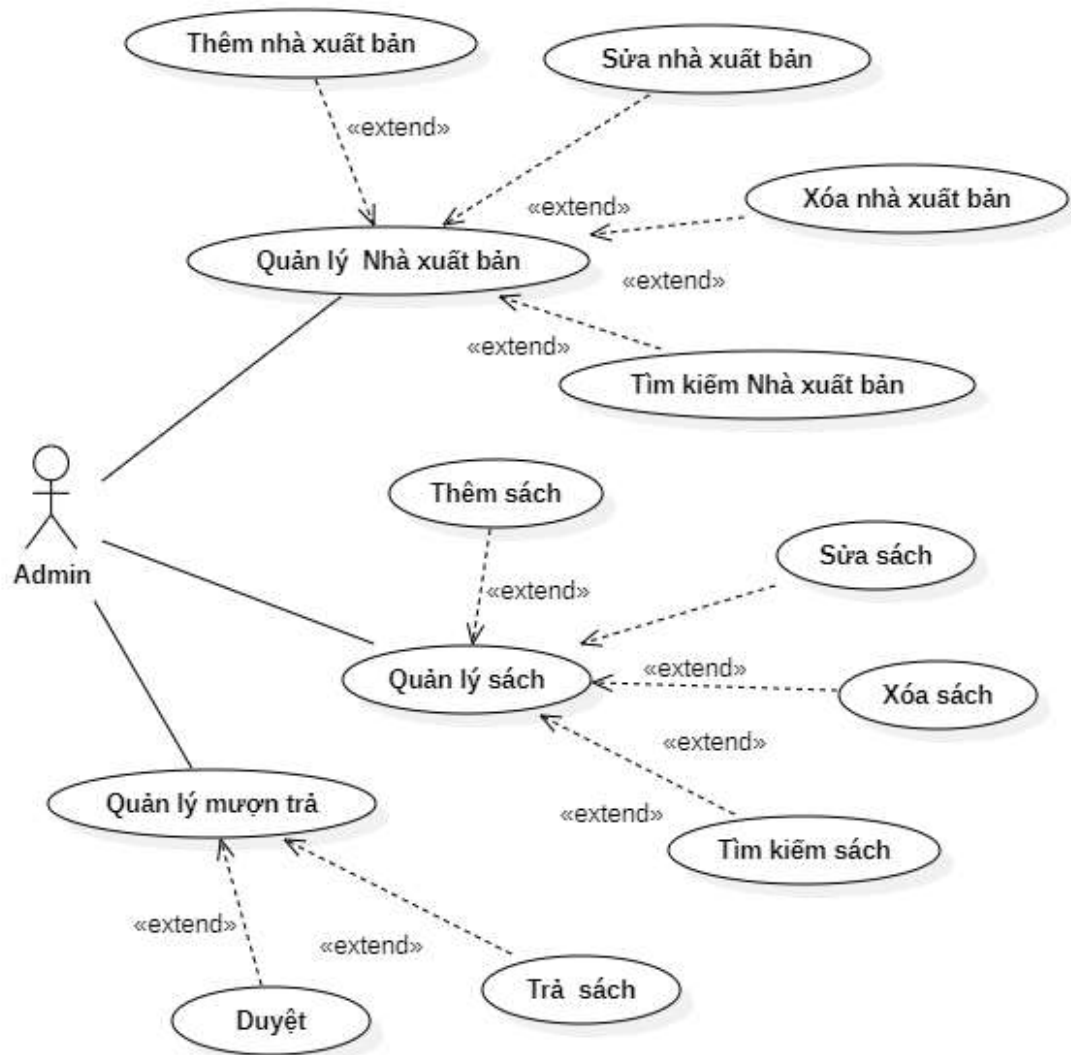 Thêm nhà xuất bản
Sửa nhà xuất bản
«extend»
Xóa nhà xuất bản
«extend»
Quản lý  Nhà xuất bản
«extend»
«extend»
Tìm kiếm Nhà xuất bản
Thêm sách
Sửa sách
Admin
«extend»
Quản lý sách
«extend»
Xóa sách
«extend»
Quản lý mượn trả
«extend»
Tìm kiếm sách
«extend»
«extend»
Trả  sách
Duyệt